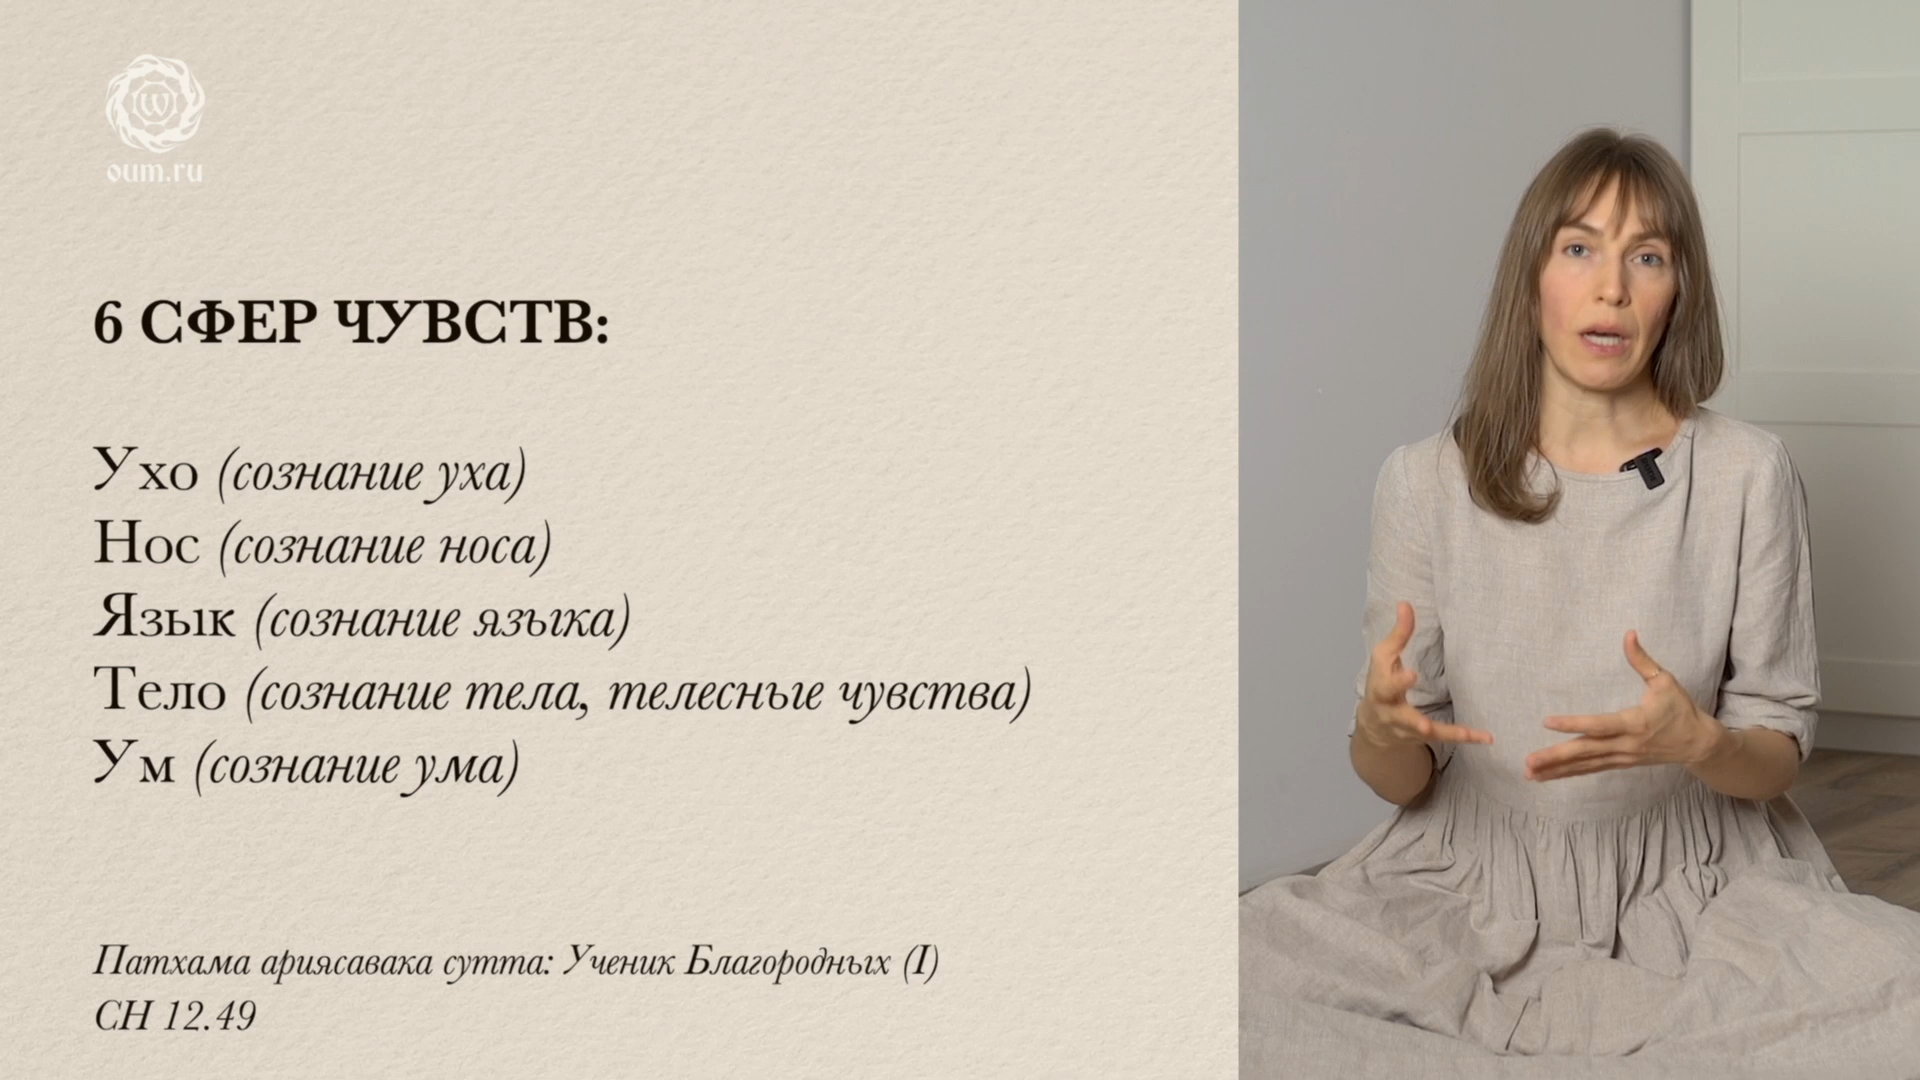 oum.ru
6 СФЕР ЧУВСТВ:
Ухо (сознание уха)
Нос (сознание носа)
Язык (сознание языка)
Тело (сознание тела, телесные чувства)
Ум (сознание ума)
Патхама ариясавака сутта: Ученик Благородных (I)
СН 12.49